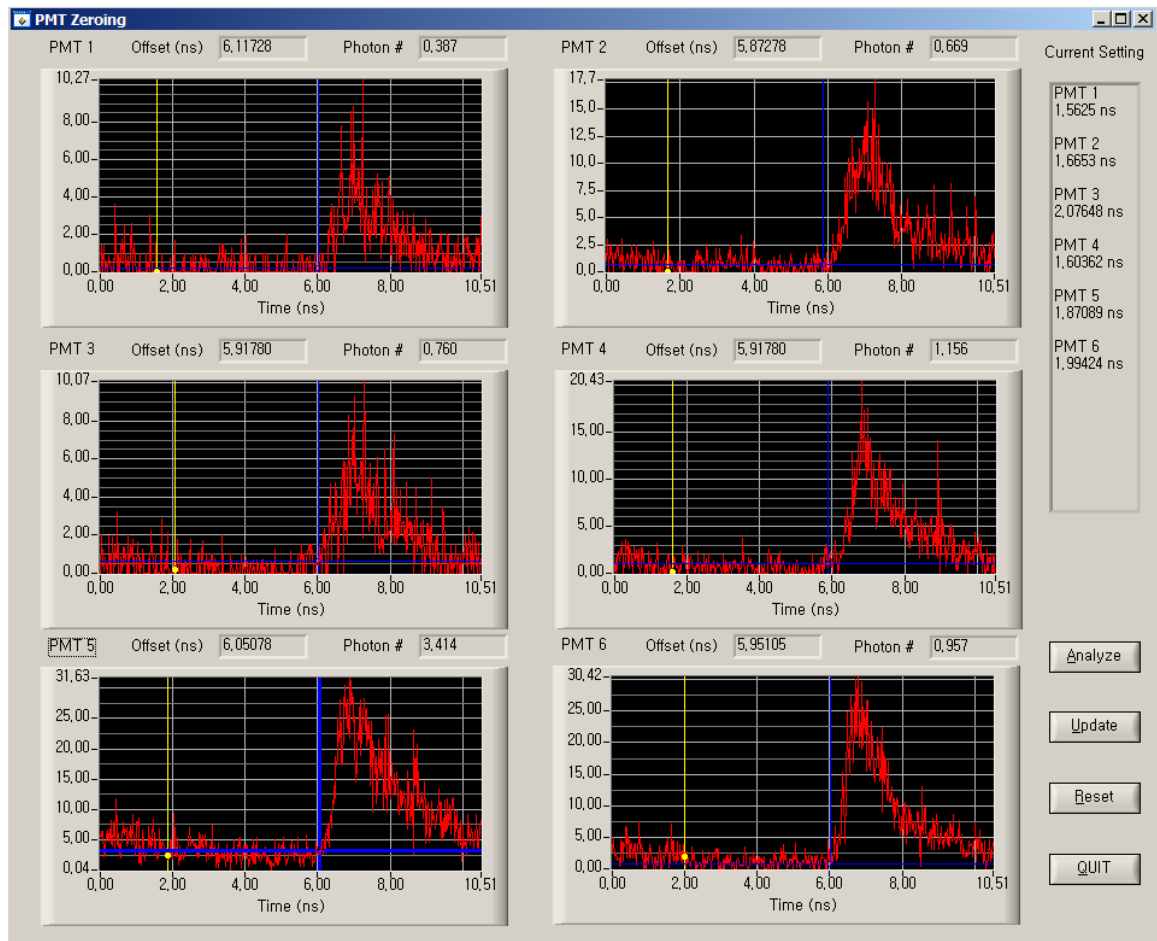 PMT Zeroing
PMT 1 Offset (ns) 6,11728 Photon # 0,387
10,27
8,00
6,00
4,00
2,00
0,00
0,00 2,00 4,00 6,00 8,00 10,51
Time (ns)
PMT 2 Offset (ns) 5,87278 Photon # 0,669
17,7
15,0
12,5
10,0
7,5
5,0
2,5
0,0
0,00 2,00 4,00 6,00 8,00 10,51
Time (ns)
PMT 3 Offset (ns) 5,91780 Photon # 0,760
10,07
8,00
6,00
4,00
2,00
0,00
0,00 2,00 4,00 6,00 8,00 10,51
Time (ns)
PMT 4 Offset (ns) 5,91780 Photon # 1,156
20,43
15,00
10,00
5,00
0,00
0,00 2,00 4,00 6,00 8,00 10,51
Time (ns)
PMT 5 Offset (ns) 6,05078 Photon # 3,414
31,63
25,00
20,00
15,00
10,00
5,00
0,04
0,00 2,00 4,00 6,00 8,00 10,51
Time (ns)
PMT 6 Offset (ns) 5,95105 Photon # 0,957
30,42
25,00
20,00
15,00
10,00
5,00
0,00
0,00 2,00 4,00 6,00 8,00 10,51
Time (ns)
Current Setting
PMT 1
1,5625 ns
PMT 2
1,6653 ns
PMT 3
2,07648 ns
PMT 4
1,60362 ns
PMT 5
1,87089 ns
PMT 6
1,99424 ns
Analyze
Update
Reset
QUIT